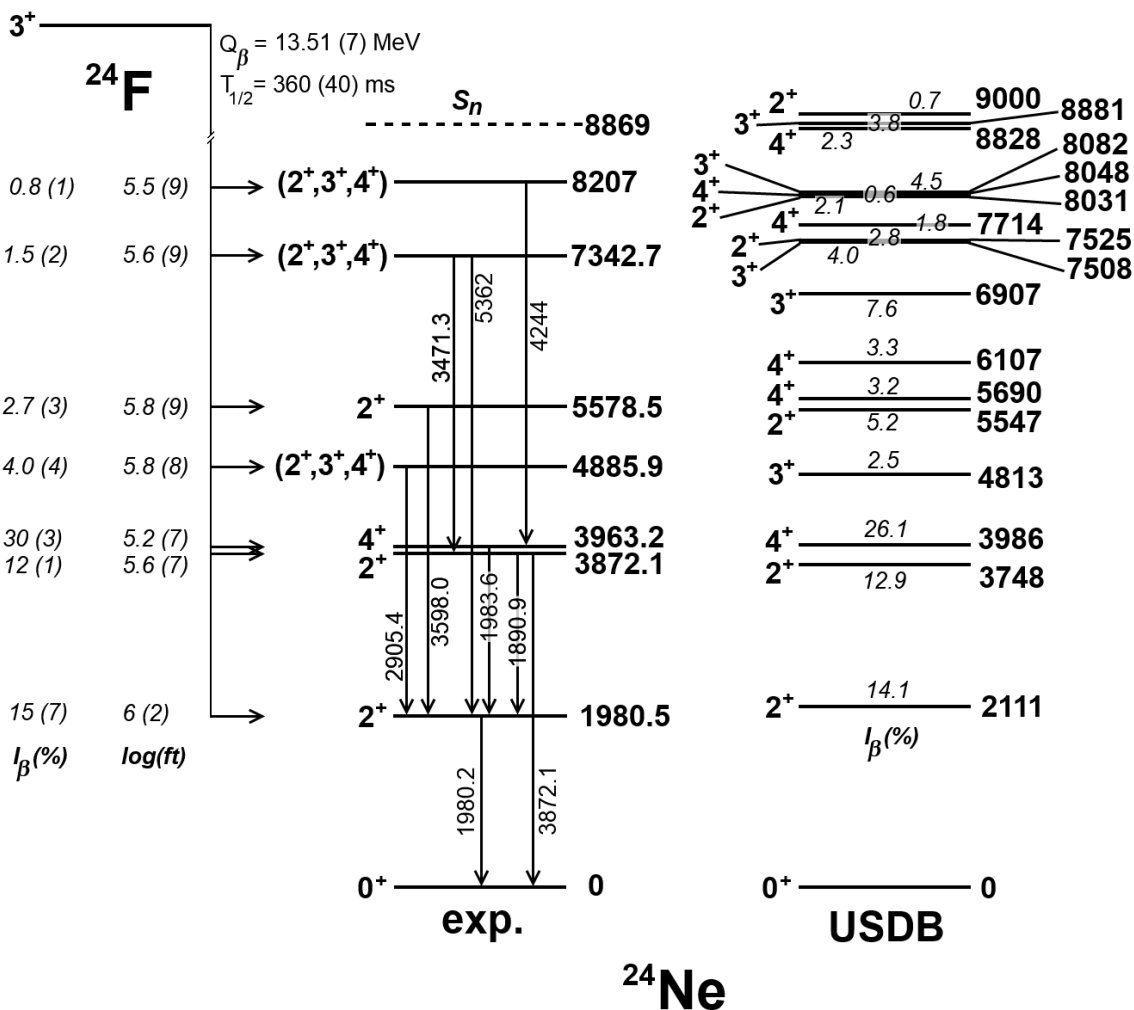 3⁺
Q_β = 13.51 (7) MeV
T_1/2 = 360 (40) ms
²⁴F
S_n
8869
0.8 (1) 5.5 (9) (2⁺,3⁺,4⁺) 8207
1.5 (2) 5.6 (9) (2⁺,3⁺,4⁺) 7342.7
2.7 (3) 5.8 (9) 2⁺ 5578.5
4.0 (4) 5.8 (8) (2⁺,3⁺,4⁺) 4885.9
30 (3) 5.2 (7) 4⁺ 3963.2
12 (1) 5.6 (7) 2⁺ 3872.1
15 (7) 6 (2) 2⁺ 1980.5
I_β(%) log(ft)
3471.3
5362
4244
2905.4
3598.0
1983.6
1890.9
1980.2
3872.1
0⁺ 0
exp.
2⁺ 0.7 9000
3⁺ 3.8 8881
4⁺ 2.3 8828
3⁺ 4.5 8082
4⁺ 0.6 8048
2⁺ 2.1 8031
4⁺ 1.8 7714
2⁺ 2.8 7525
3⁺ 4.0 7508
3⁺ 7.6 6907
4⁺ 3.3 6107
4⁺ 3.2 5690
2⁺ 5.2 5547
3⁺ 2.5 4813
4⁺ 26.1 3986
2⁺ 12.9 3748
2⁺ 14.1 2111
I_β(%)
0⁺ 0
USDB
²⁴Ne